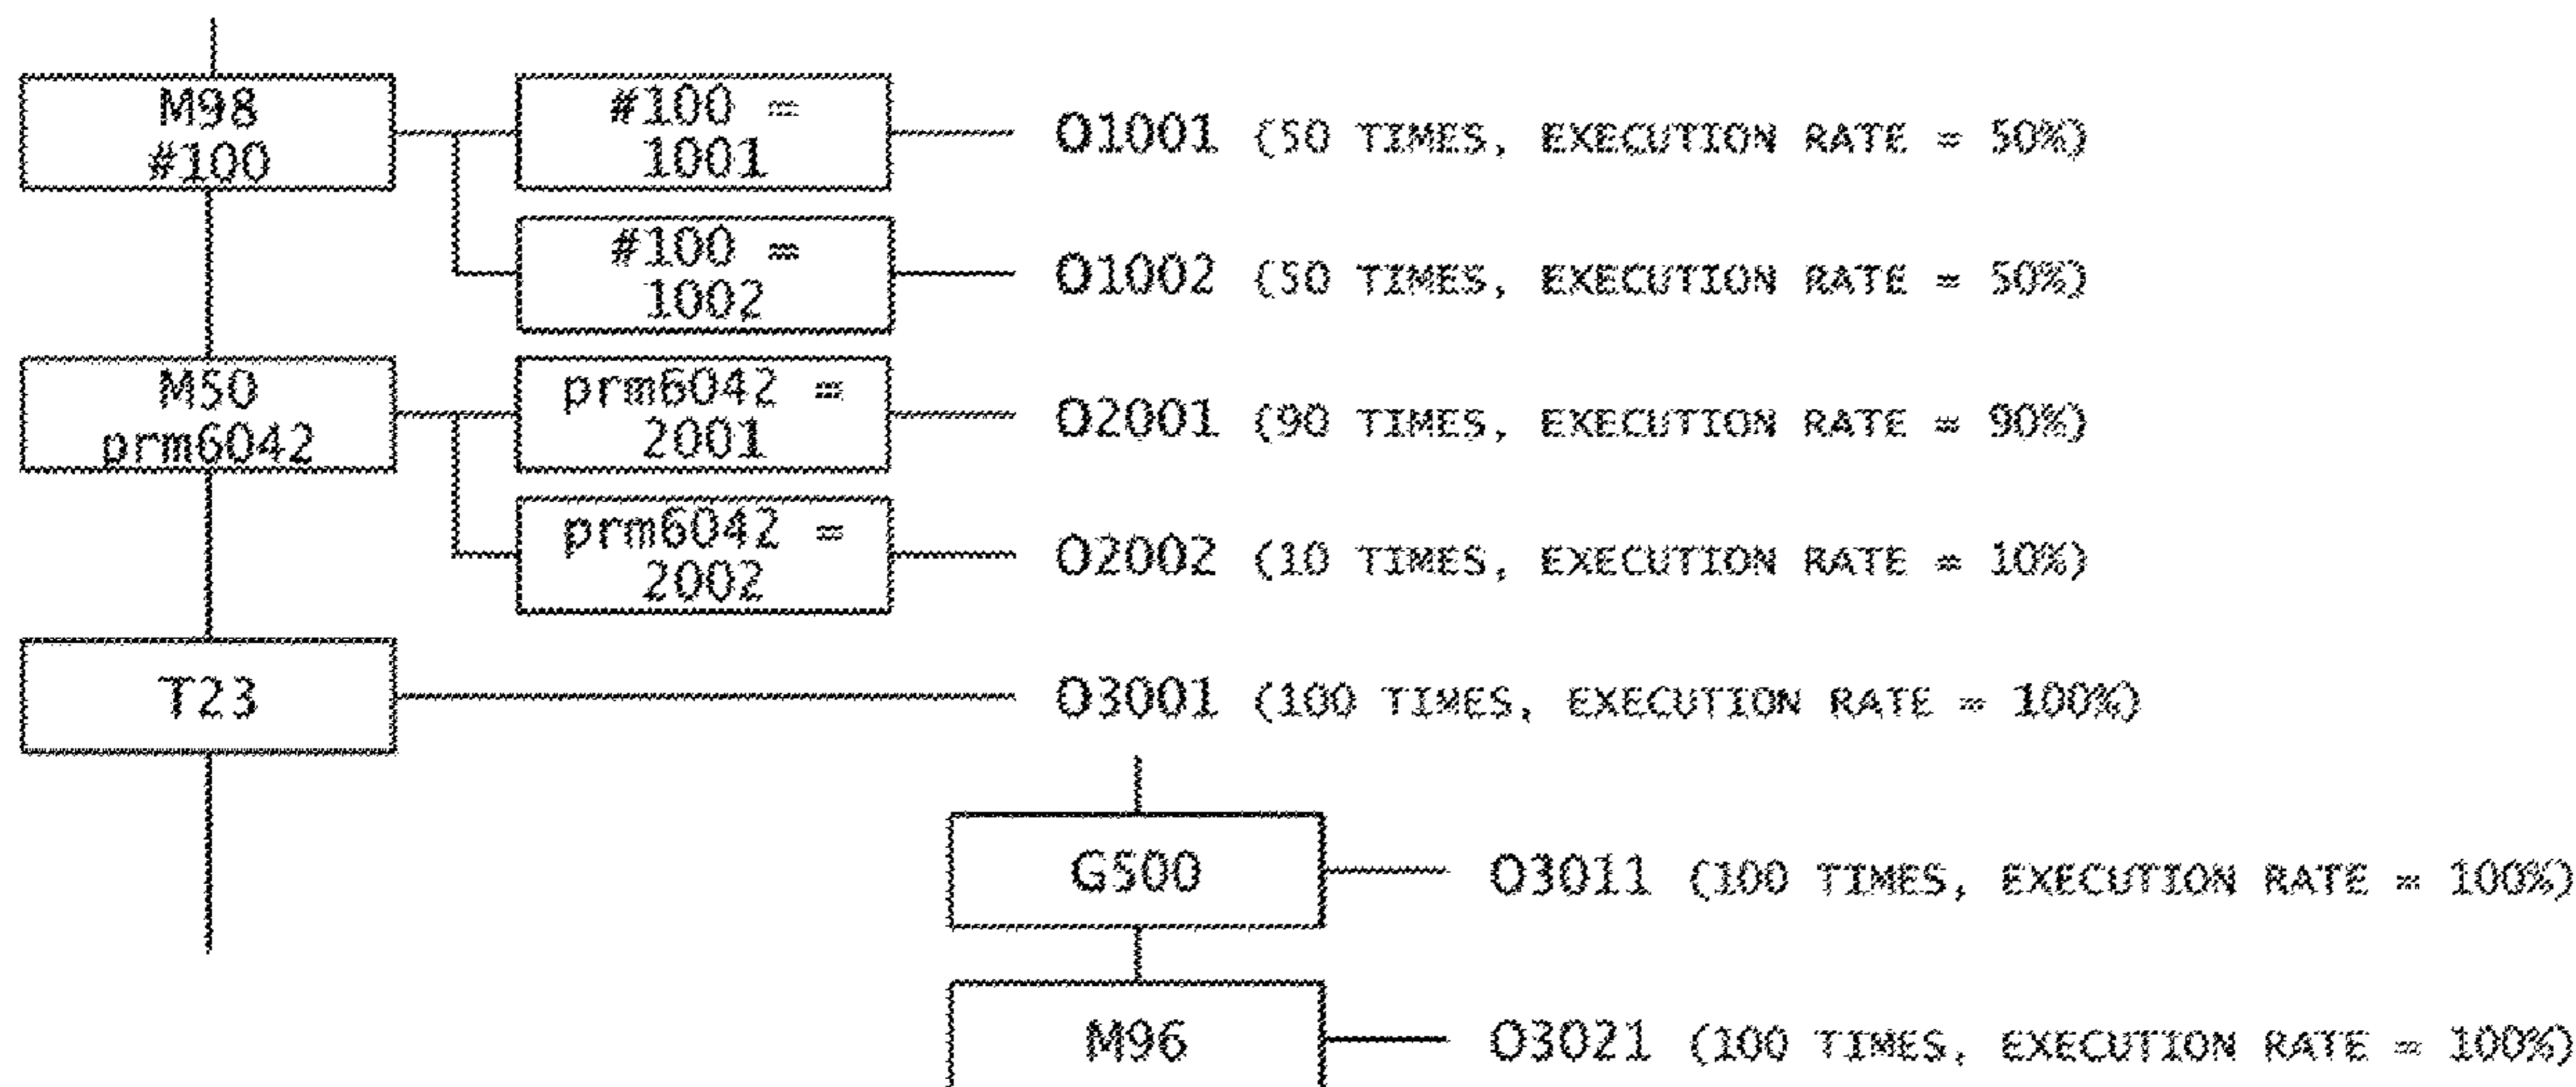 M98
#100
#100 =
1001
O1001 (50 TIMES, EXECUTION RATE = 50%)
#100 =
1002
O1002 (50 TIMES, EXECUTION RATE = 50%)
M50
prm6042
prm6042 =
2001
O2001 (90 TIMES, EXECUTION RATE = 90%)
prm6042 =
2002
O2002 (10 TIMES, EXECUTION RATE = 10%)
T23
O3001 (100 TIMES, EXECUTION RATE = 100%)
G500
O3011 (100 TIMES, EXECUTION RATE = 100%)
M96
O3021 (100 TIMES, EXECUTION RATE = 100%)